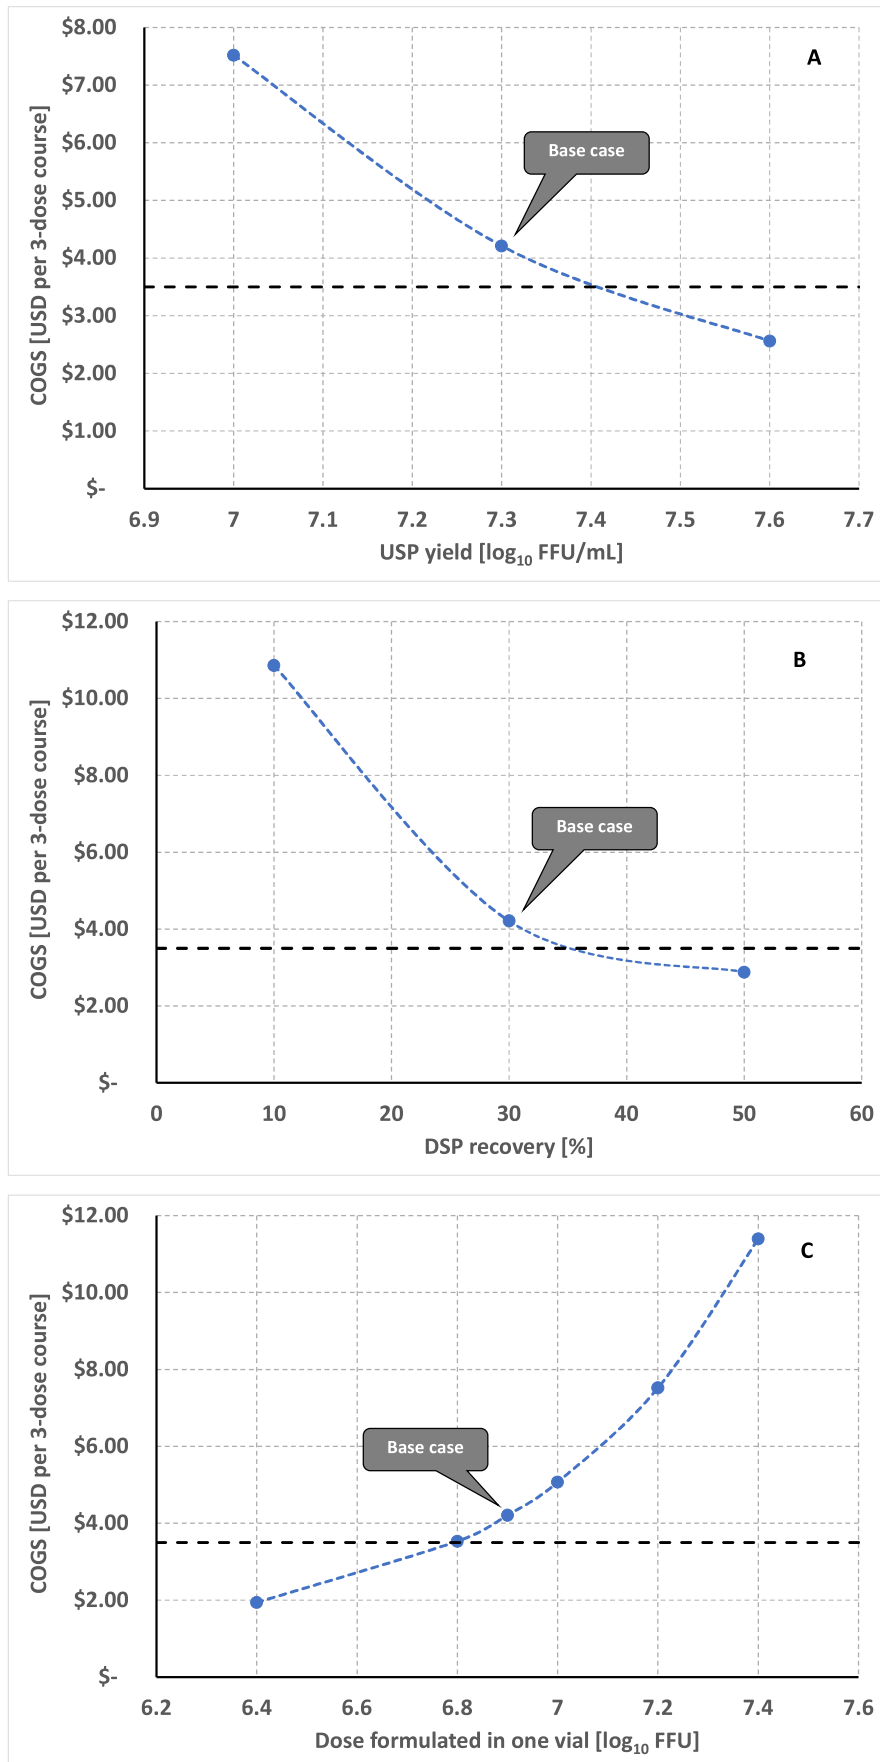 A
$8.00
$7.00
$6.00
$5.00
$4.00
$3.00
$2.00
$1.00
$-
COGS [USD per 3-dose course]
Base case
6.9 7 7.1 7.2 7.3 7.4 7.5 7.6 7.7
USP yield [log₁₀ FFU/mL]
B
$12.00
$10.00
$8.00
$6.00
$4.00
$2.00
$-
COGS [USD per 3-dose course]
Base case
0 10 20 30 40 50 60
DSP recovery [%]
C
$12.00
$10.00
$8.00
$6.00
$4.00
$2.00
$-
COGS [USD per 3-dose course]
Base case
6.2 6.4 6.6 6.8 7 7.2 7.4 7.6
Dose formulated in one vial [log₁₀ FFU]